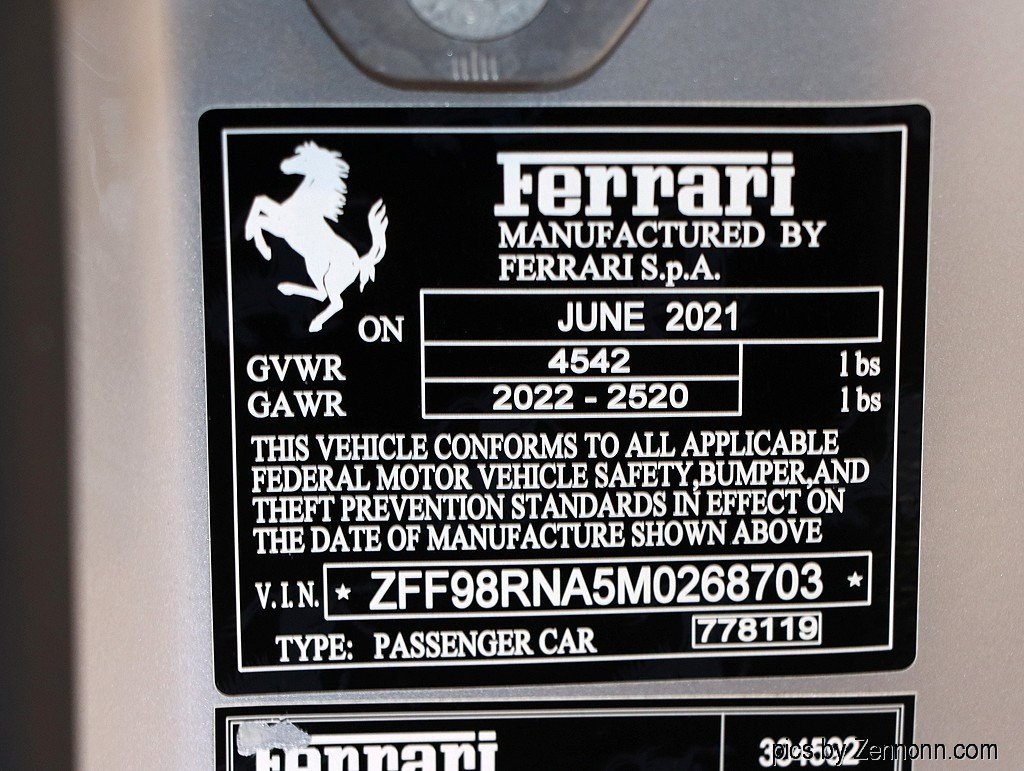 Ferrari
MANUFACTURED BY
FERRARI S.p.A.
ON JUNE 2021
GVWR 4542 lbs
GAWR 2022 - 2520 lbs
THIS VEHICLE CONFORMS TO ALL APPLICABLE
FEDERAL MOTOR VEHICLE SAFETY,BUMPER,AND
THEFT PREVENTION STANDARDS IN EFFECT ON
THE DATE OF MANUFACTURE SHOWN ABOVE
V.I.N. * ZFF98RNA5M0268703 *
TYPE: PASSENGER CAR 778119
Ferrari
pics by Zennonn.com